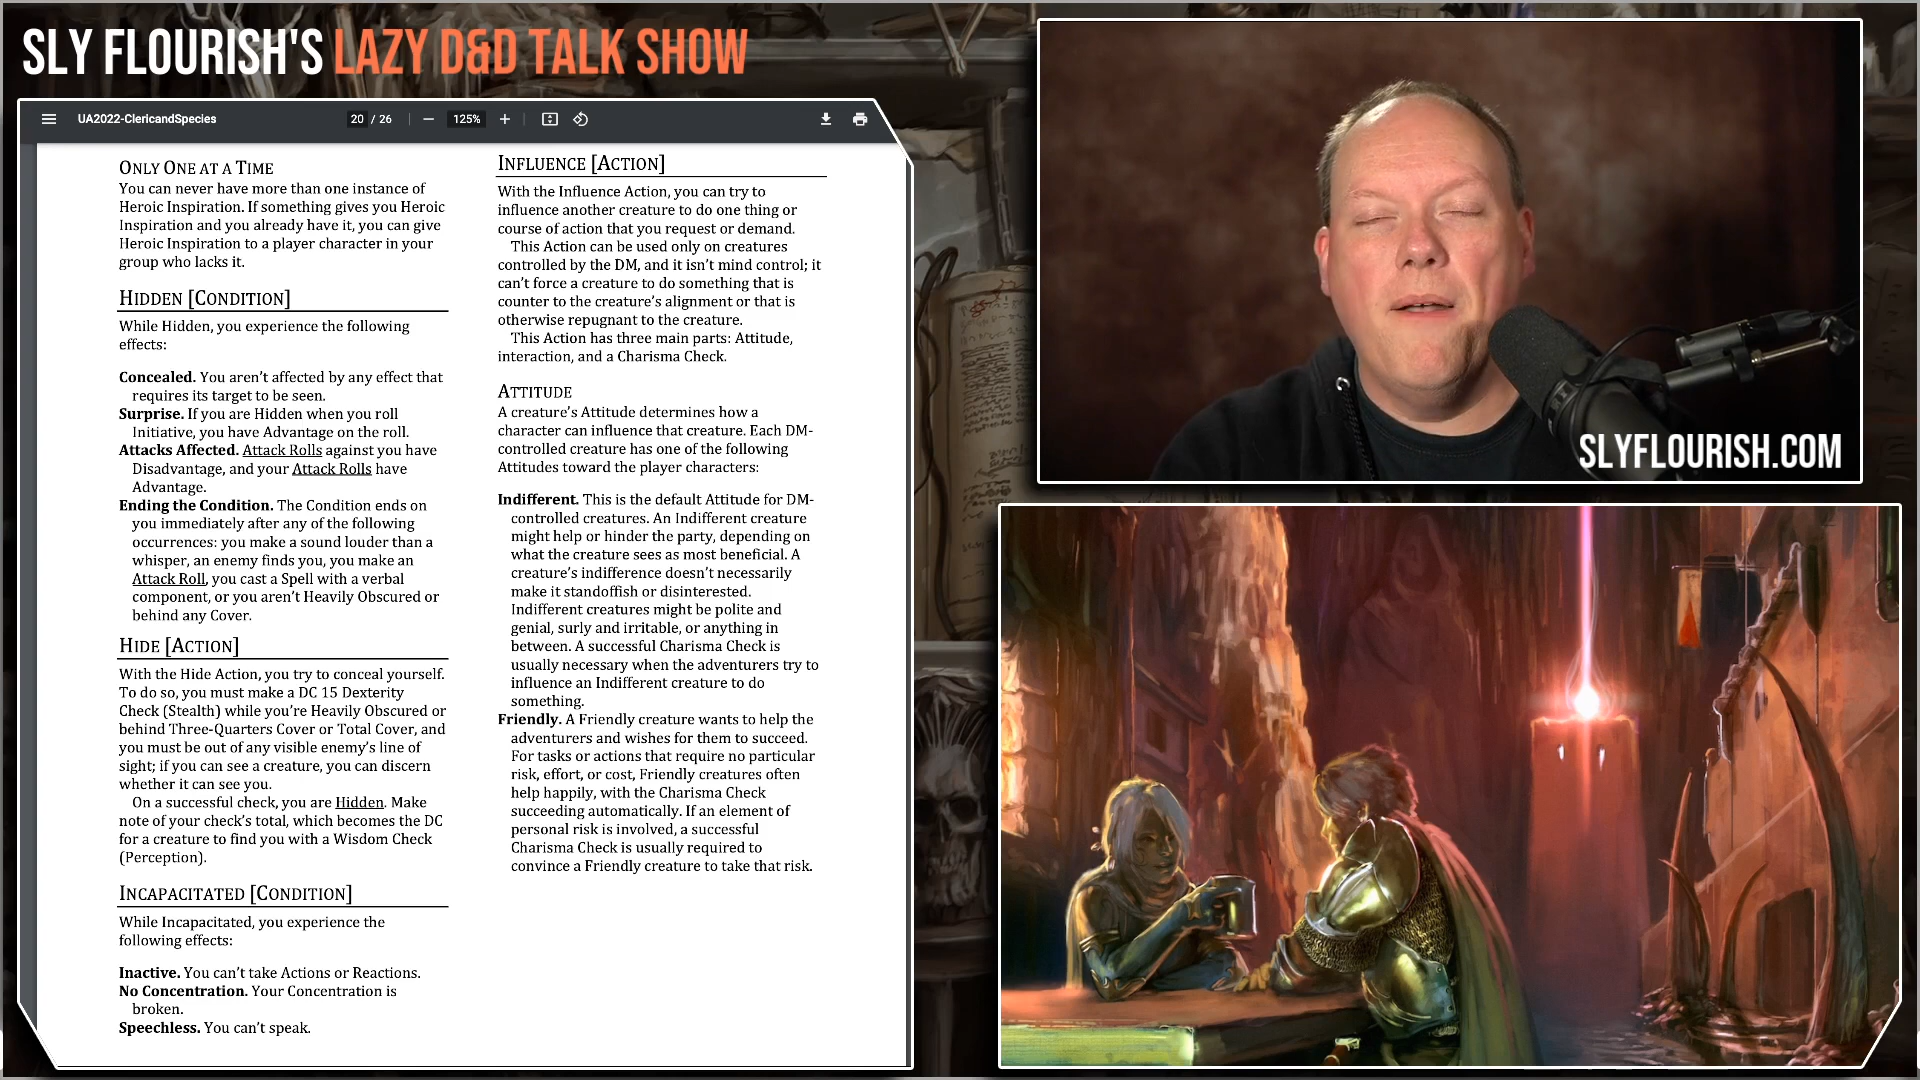 SLY FLOURISH'S LAZY D&D TALK SHOW
UA2022-ClericandSpecies
20 / 26
125%
ONLY ONE AT A TIME
You can never have more than one instance of
Heroic Inspiration. If something gives you Heroic
Inspiration and you already have it, you can give
Heroic Inspiration to a player character in your
group who lacks it.
HIDDEN [CONDITION]
While Hidden, you experience the following
effects:
Concealed. You aren't affected by any effect that
requires its target to be seen.
Surprise. If you are Hidden when you roll
Initiative, you have Advantage on the roll.
Attacks Affected. Attack Rolls against you have
Disadvantage, and your Attack Rolls have
Advantage.
Ending the Condition. The Condition ends on
you immediately after any of the following
occurrences: you make a sound louder than a
whisper, an enemy finds you, you make an
Attack Roll, you cast a Spell with a verbal
component, or you aren't Heavily Obscured or
behind any Cover.
HIDE [ACTION]
With the Hide Action, you try to conceal yourself.
To do so, you must make a DC 15 Dexterity
Check (Stealth) while you're Heavily Obscured or
behind Three-Quarters Cover or Total Cover, and
you must be out of any visible enemy's line of
sight; if you can see a creature, you can discern
whether it can see you.
On a successful check, you are Hidden. Make
note of your check's total, which becomes the DC
for a creature to find you with a Wisdom Check
(Perception).
INCAPACITATED [CONDITION]
While Incapacitated, you experience the
following effects:
Inactive. You can't take Actions or Reactions.
No Concentration. Your Concentration is
broken.
Speechless. You can't speak.
INFLUENCE [ACTION]
With the Influence Action, you can try to
influence another creature to do one thing or
course of action that you request or demand.
This Action can be used only on creatures
controlled by the DM, and it isn't mind control; it
can't force a creature to do something that is
counter to the creature's alignment or that is
otherwise repugnant to the creature.
This Action has three main parts: Attitude,
interaction, and a Charisma Check.
ATTITUDE
A creature's Attitude determines how a
character can influence that creature. Each DM-
controlled creature has one of the following
Attitudes toward the player characters:
Indifferent. This is the default Attitude for DM-
controlled creatures. An Indifferent creature
might help or hinder the party, depending on
what the creature sees as most beneficial. A
creature's indifference doesn't necessarily
make it standoffish or disinterested.
Indifferent creatures might be polite and
genial, surly and irritable, or anything in
between. A successful Charisma Check is
usually necessary when the adventurers try to
influence an Indifferent creature to do
something.
Friendly. A Friendly creature wants to help the
adventurers and wishes for them to succeed.
For tasks or actions that require no particular
risk, effort, or cost, Friendly creatures often
help happily, with the Charisma Check
succeeding automatically. If an element of
personal risk is involved, a successful
Charisma Check is usually required to
convince a Friendly creature to take that risk.
SLYFLOURISH.COM